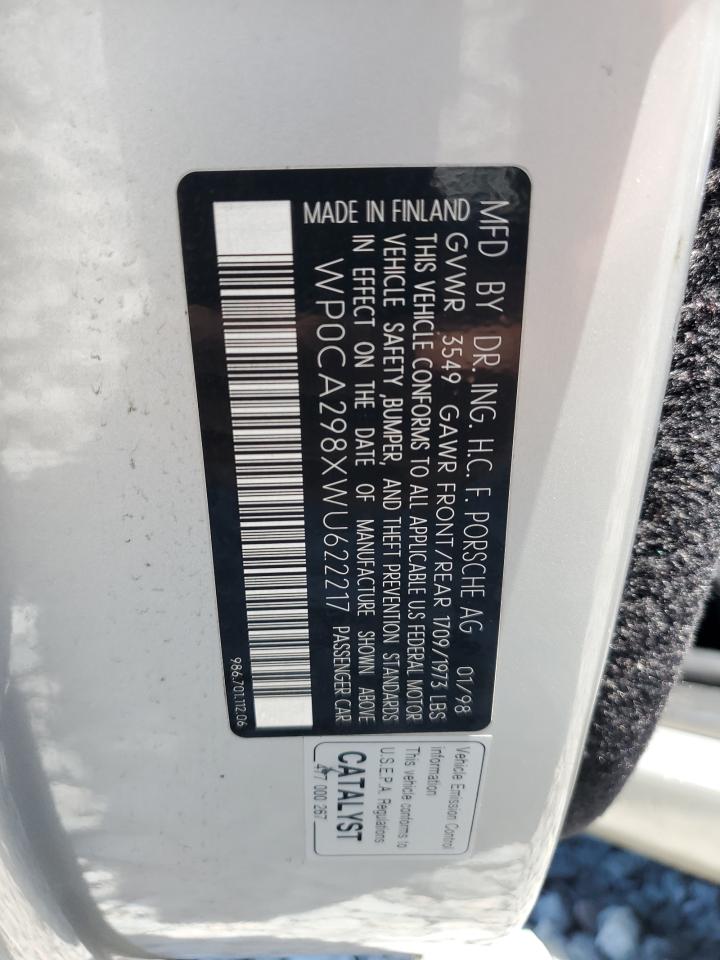 MFD BY DR. ING. H.C. F. PORSCHE AG 01/98
GVWR 3549 GAWR FRONT/REAR 1709/1973 LBS
THIS VEHICLE CONFORMS TO ALL APPLICABLE U.S FEDERAL MOTOR
VEHICLE SAFETY ,BUMPER, AND THEFT PREVENTION STANDARDS
IN EFFECT ON THE DATE OF MANUFACTURE SHOWN ABOVE
MADE IN FINLAND
WP0CA298XWU622217 PASSENGER CAR
986.701.112.06
Vehicle Emission Control
information
This vehicle conforms to
U.S.E.P.A. Regulations
CATALYST
477 000 267